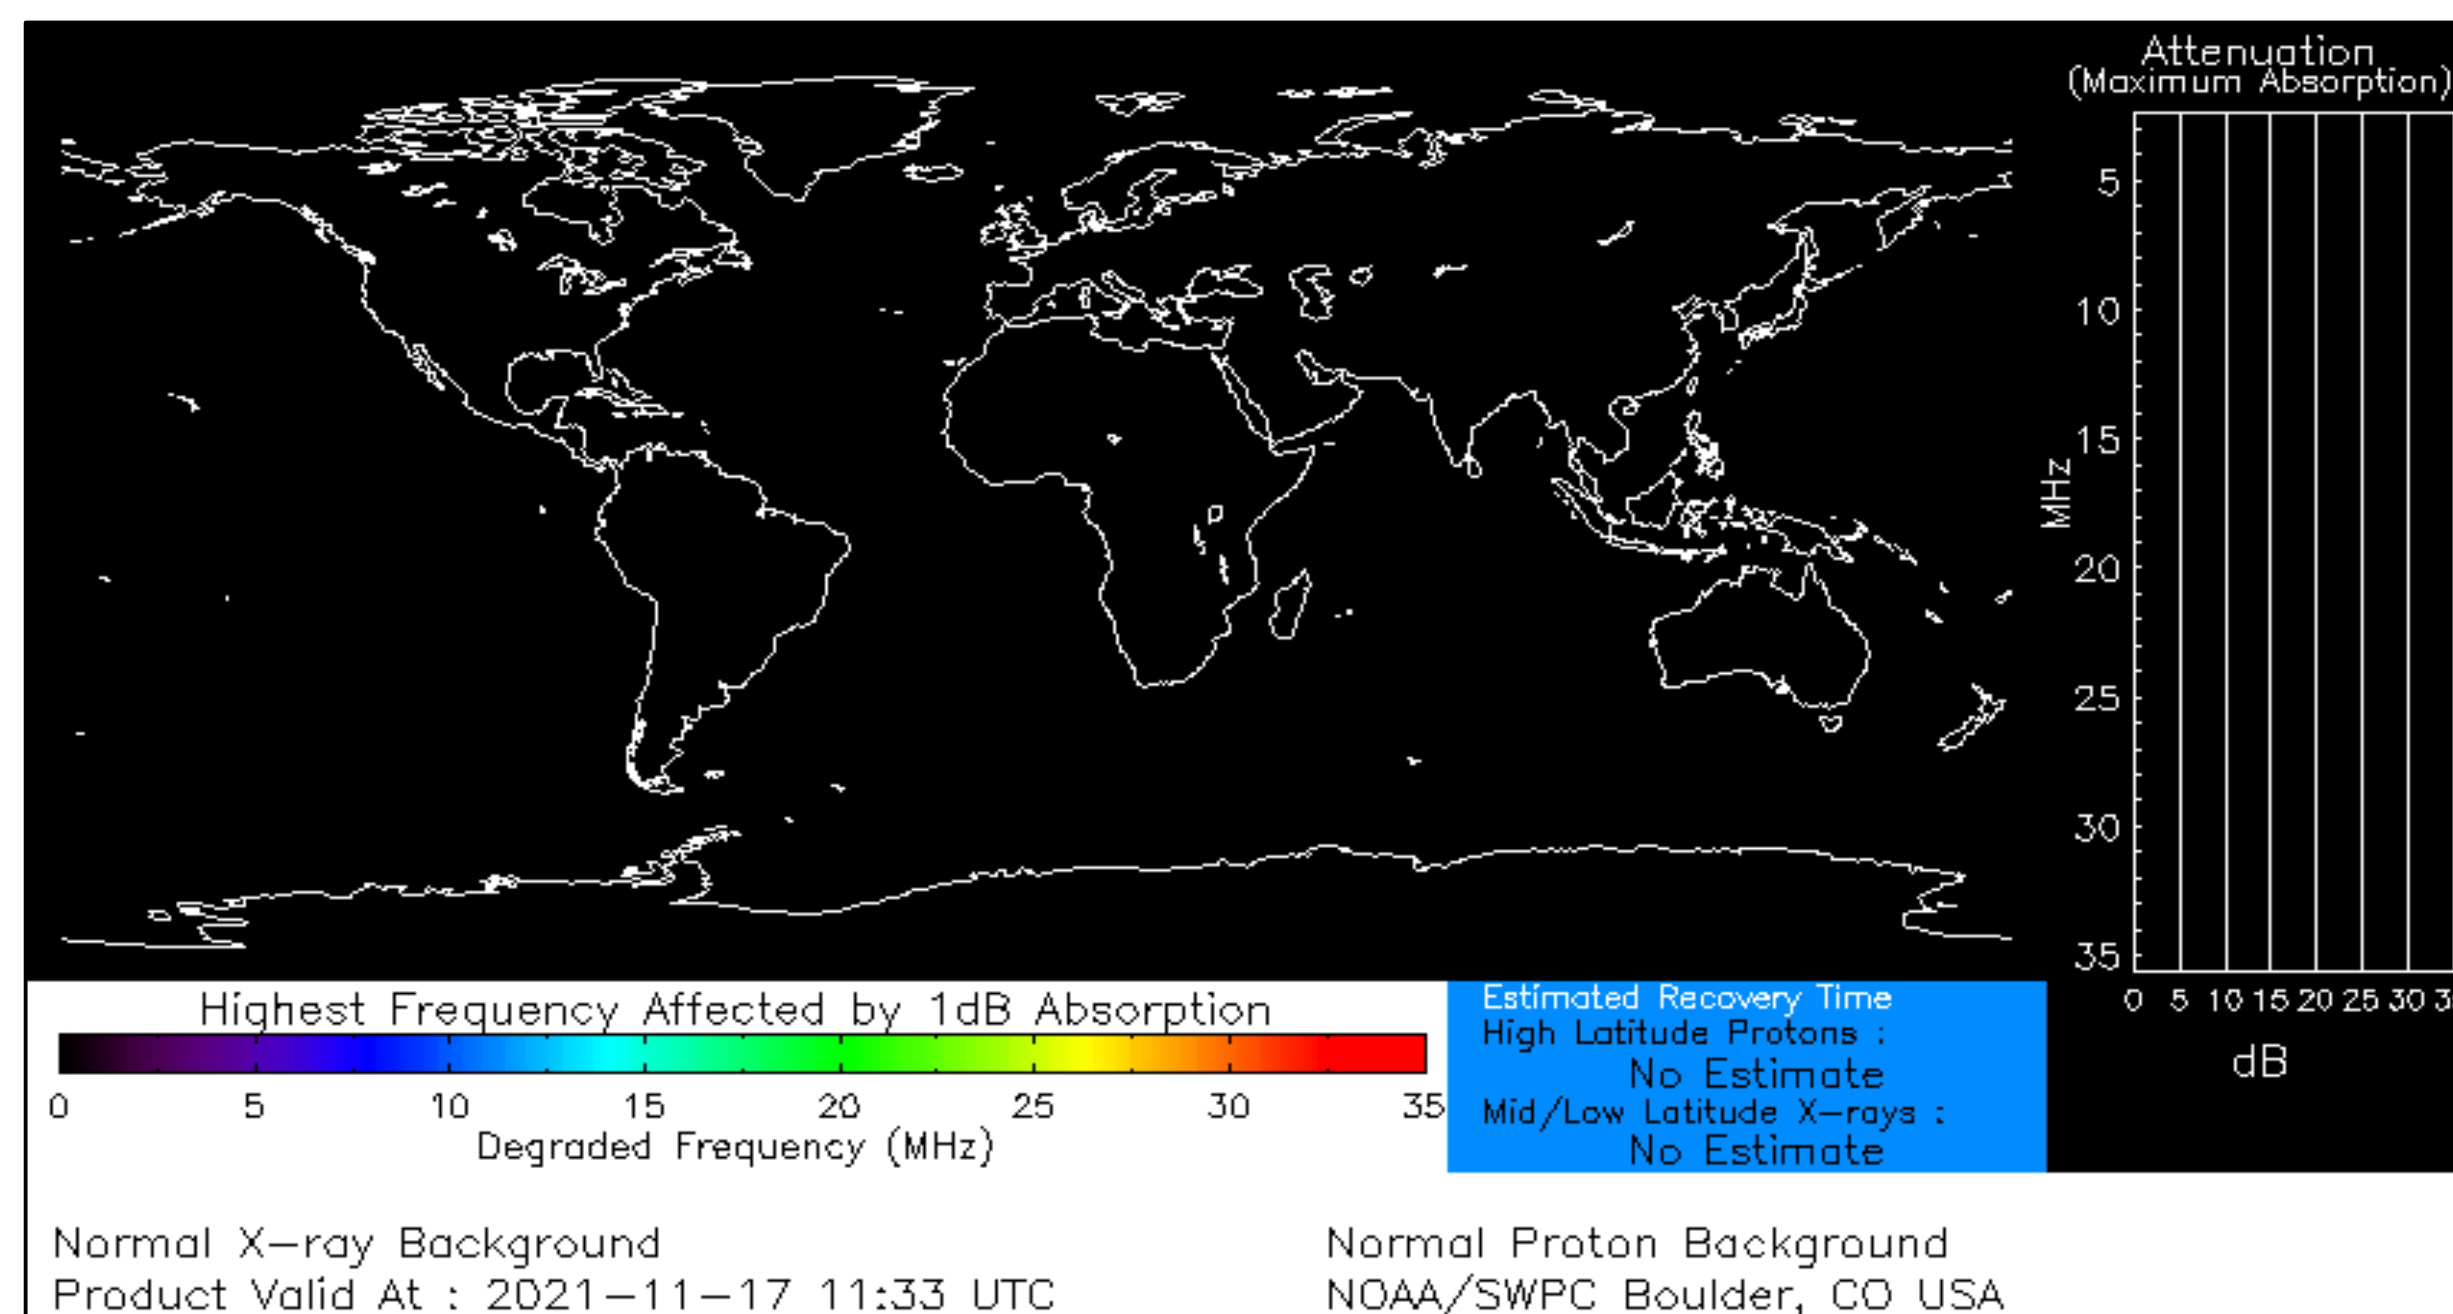 Attenuation
(Maximum Absorption)
5
10
15
20
25
30
35
MHz
0 5 10 15 20 25 30 3
dB
Highest Frequency Affected by 1dB Absorption
0 5 10 15 20 25 30 35
Degraded Frequency (MHz)
Estimated Recovery Time
High Latitude Protons :
No Estimate
Mid/Low Latitude X-rays :
No Estimate
Normal X-ray Background
Product Valid At : 2021-11-17 11:33 UTC
Normal Proton Background
NOAA/SWPC Boulder, CO USA